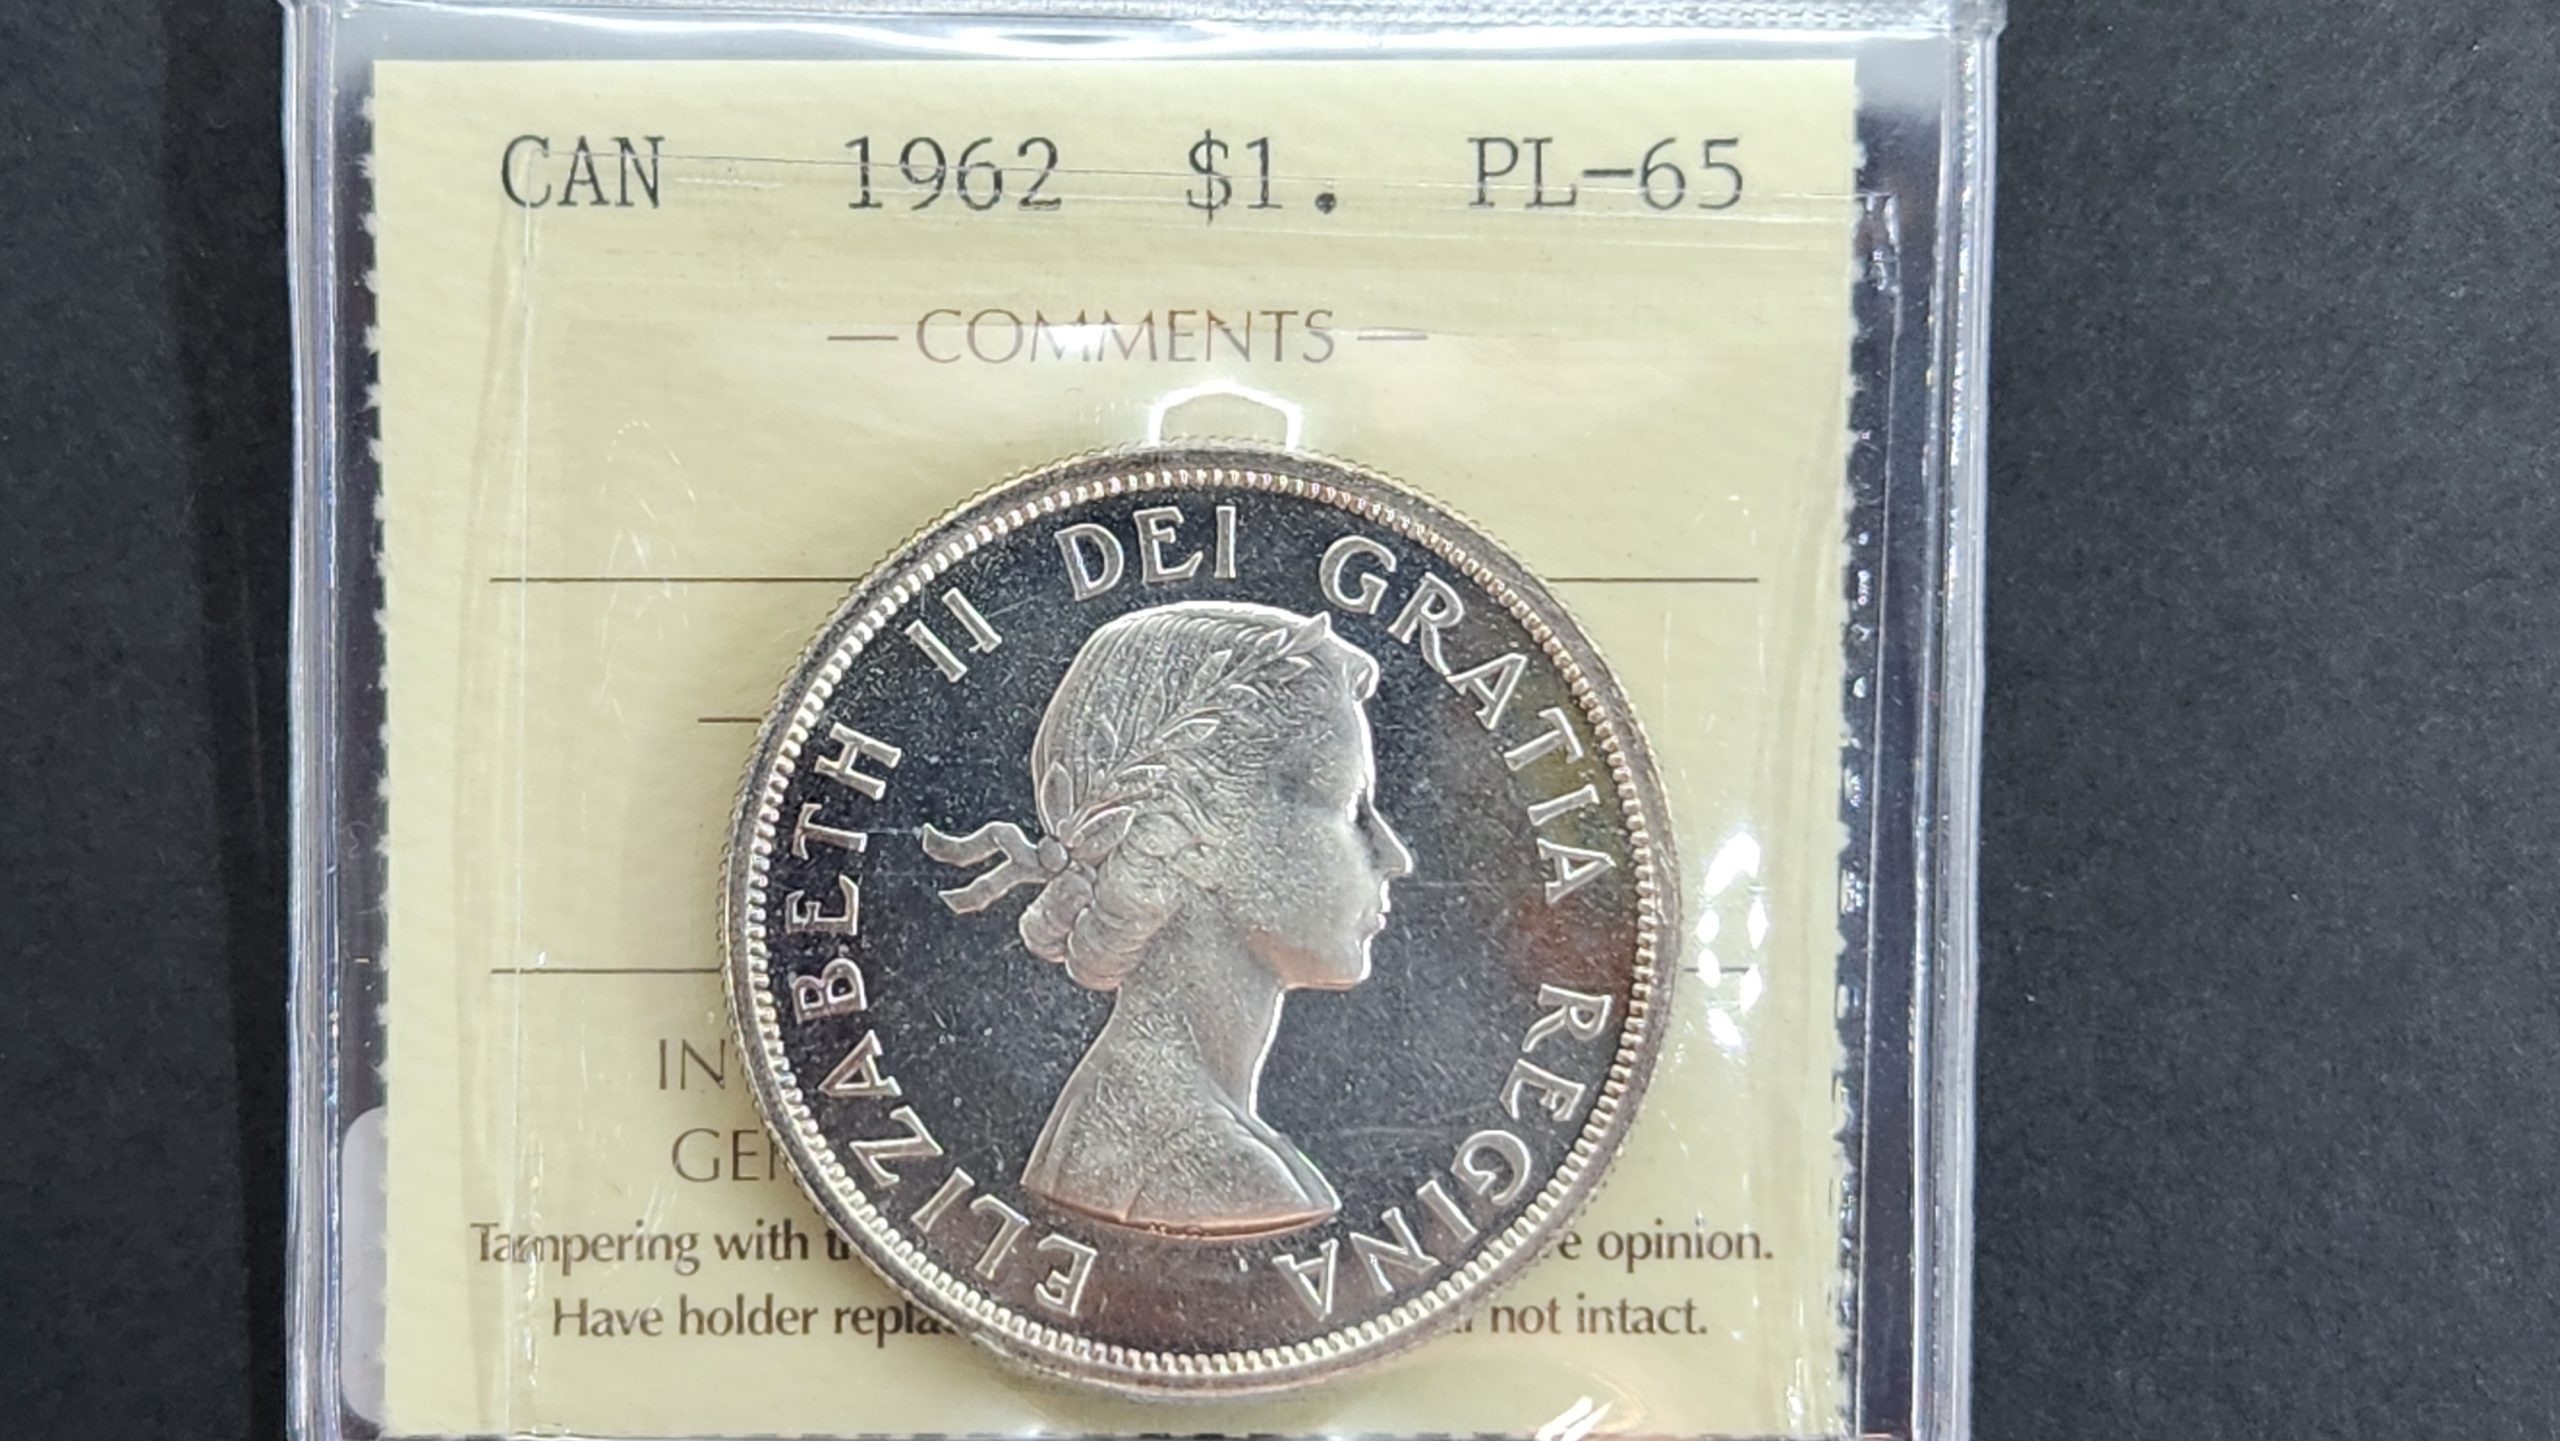 CAN 1962 $1. PL-65
— COMMENTS —
ELIZABETH II DEI GRATIA REGINA
IN
GE
Tampering with e opinion.
Have holder not intact.